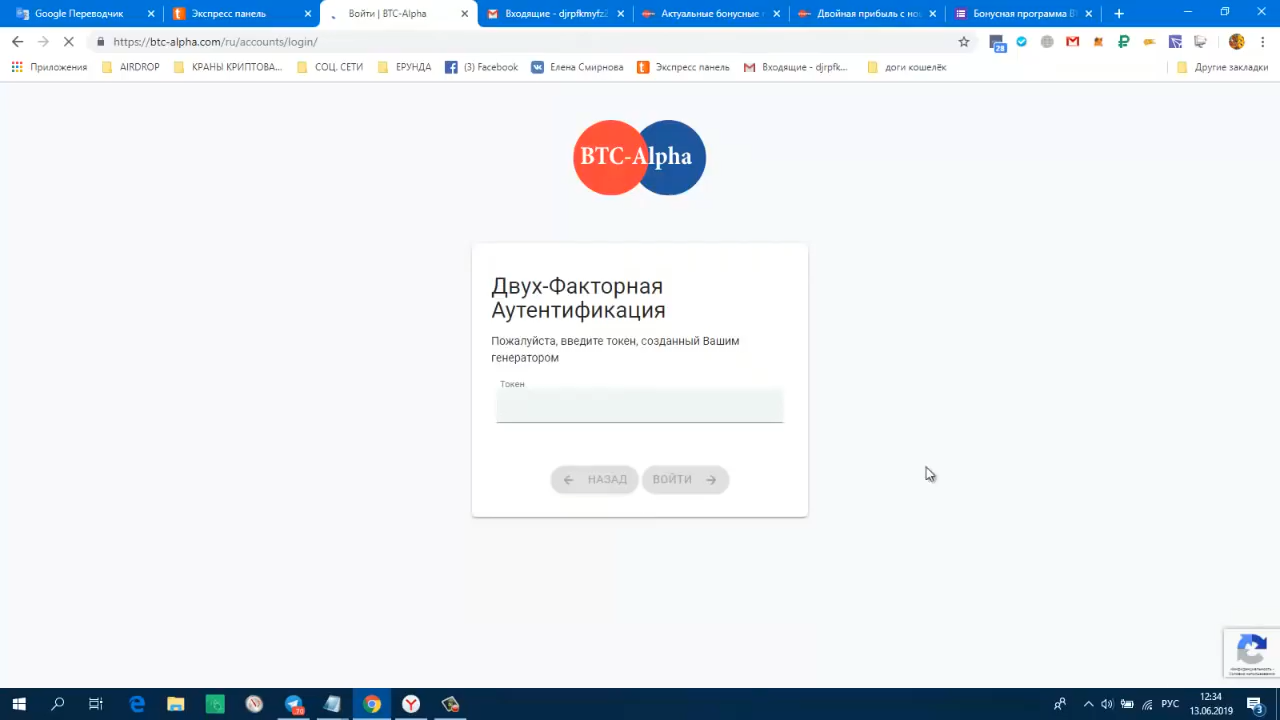 Google Переводчик
Экспресс панель
Войти | BTC-Alpha
Входящие - djrpfkmyfz2
Актуальные бонусные
Двойная прибыль с но
Бонусная программа B
https://btc-alpha.com/ru/accounts/login/
28
Приложения
AIRDROP
КРАНЫ КРИПТОВА...
СОЦ. СЕТИ
ЕРУНДА
(3) Facebook
Елена Смирнова
Экспресс панель
Входящие - djrpfk...
доги кошелёк
Другие закладки
BTC-Alpha
Двух-Факторная
Аутентификация
Пожалуйста, введите токен, созданный Вашим
генератором
Токен
НАЗАД
ВОЙТИ
РУС
12:34
13.06.2019
3